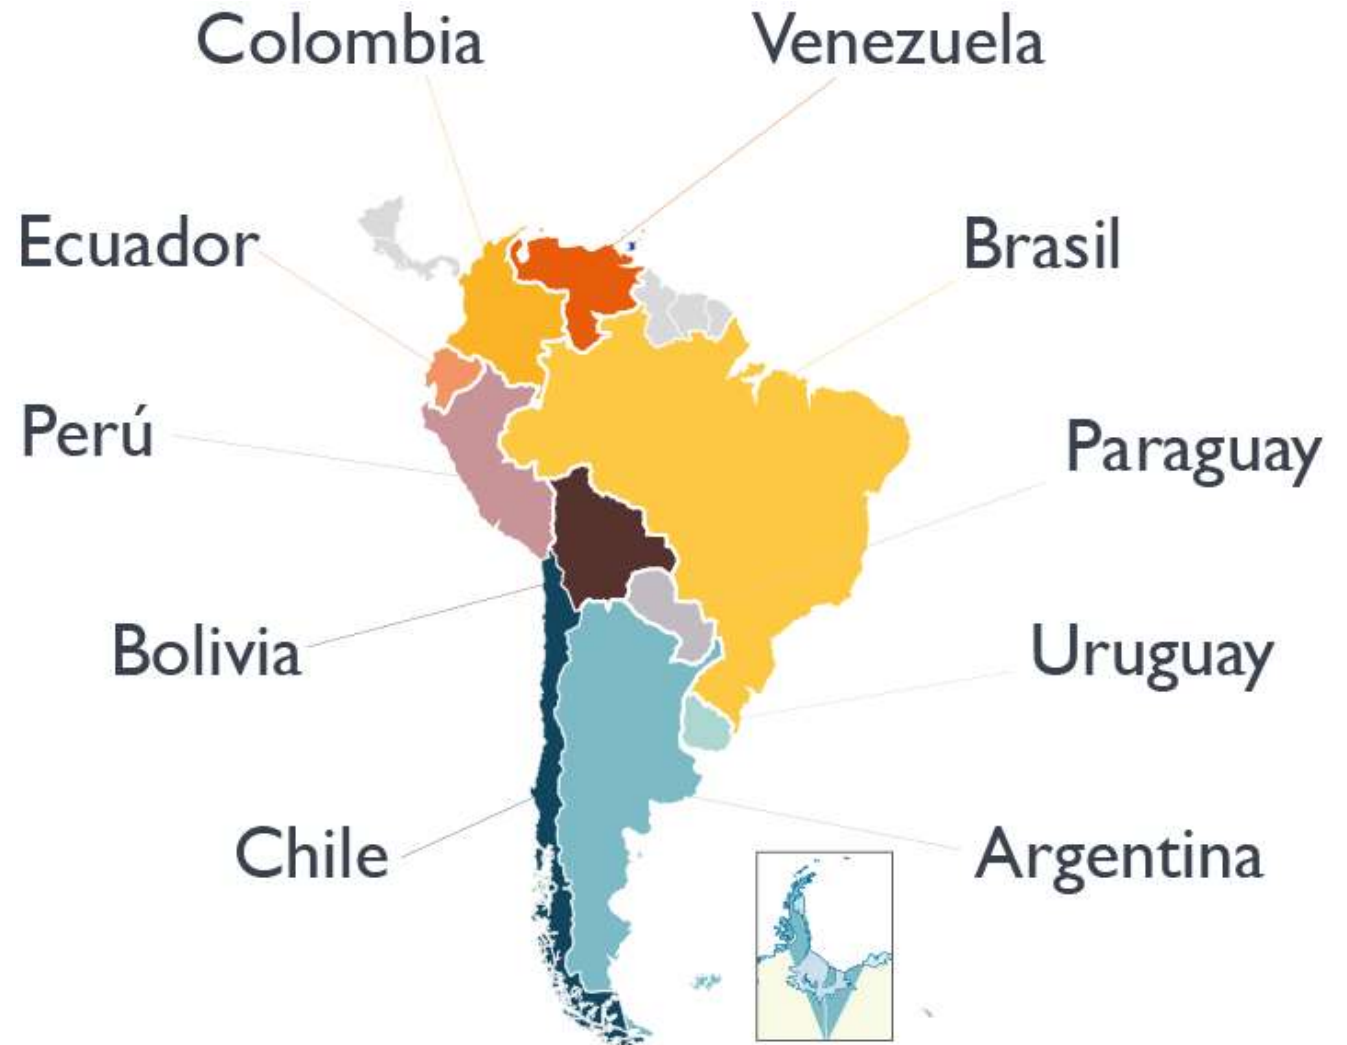 Colombia
Venezuela
Ecuador
Brasil
Perú
Paraguay
Bolivia
Uruguay
Chile
Argentina